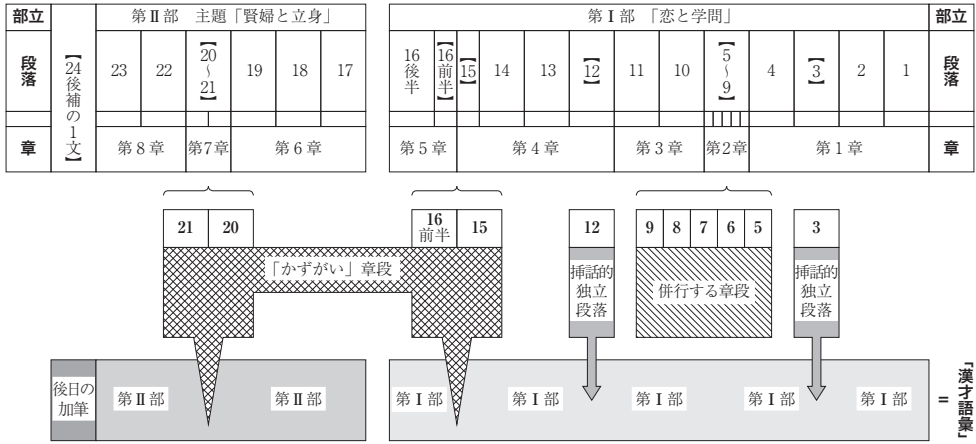 部立
第Ⅰ部 「恋と学問」
第Ⅱ部 主題「賢婦と立身」
部立
段落
1
2
【3】
4
【5～9】
10
11
【12】
13
14
【15】
【16前半】
16後半
17
18
19
【20～21】
22
23
【24後補の1文】
段落
章
第1章
第2章
第3章
第4章
第5章
第6章
第7章
第8章
章
3
5
6
7
8
9
12
15
16
前半
20
21
挿話的
独立
段落
併行する章段
挿話的
独立
段落
「かずがい」章段
「漢才語彙」
=
第Ⅰ部
第Ⅰ部
第Ⅰ部
第Ⅰ部
第Ⅰ部
第Ⅱ部
第Ⅱ部
後日の
加筆